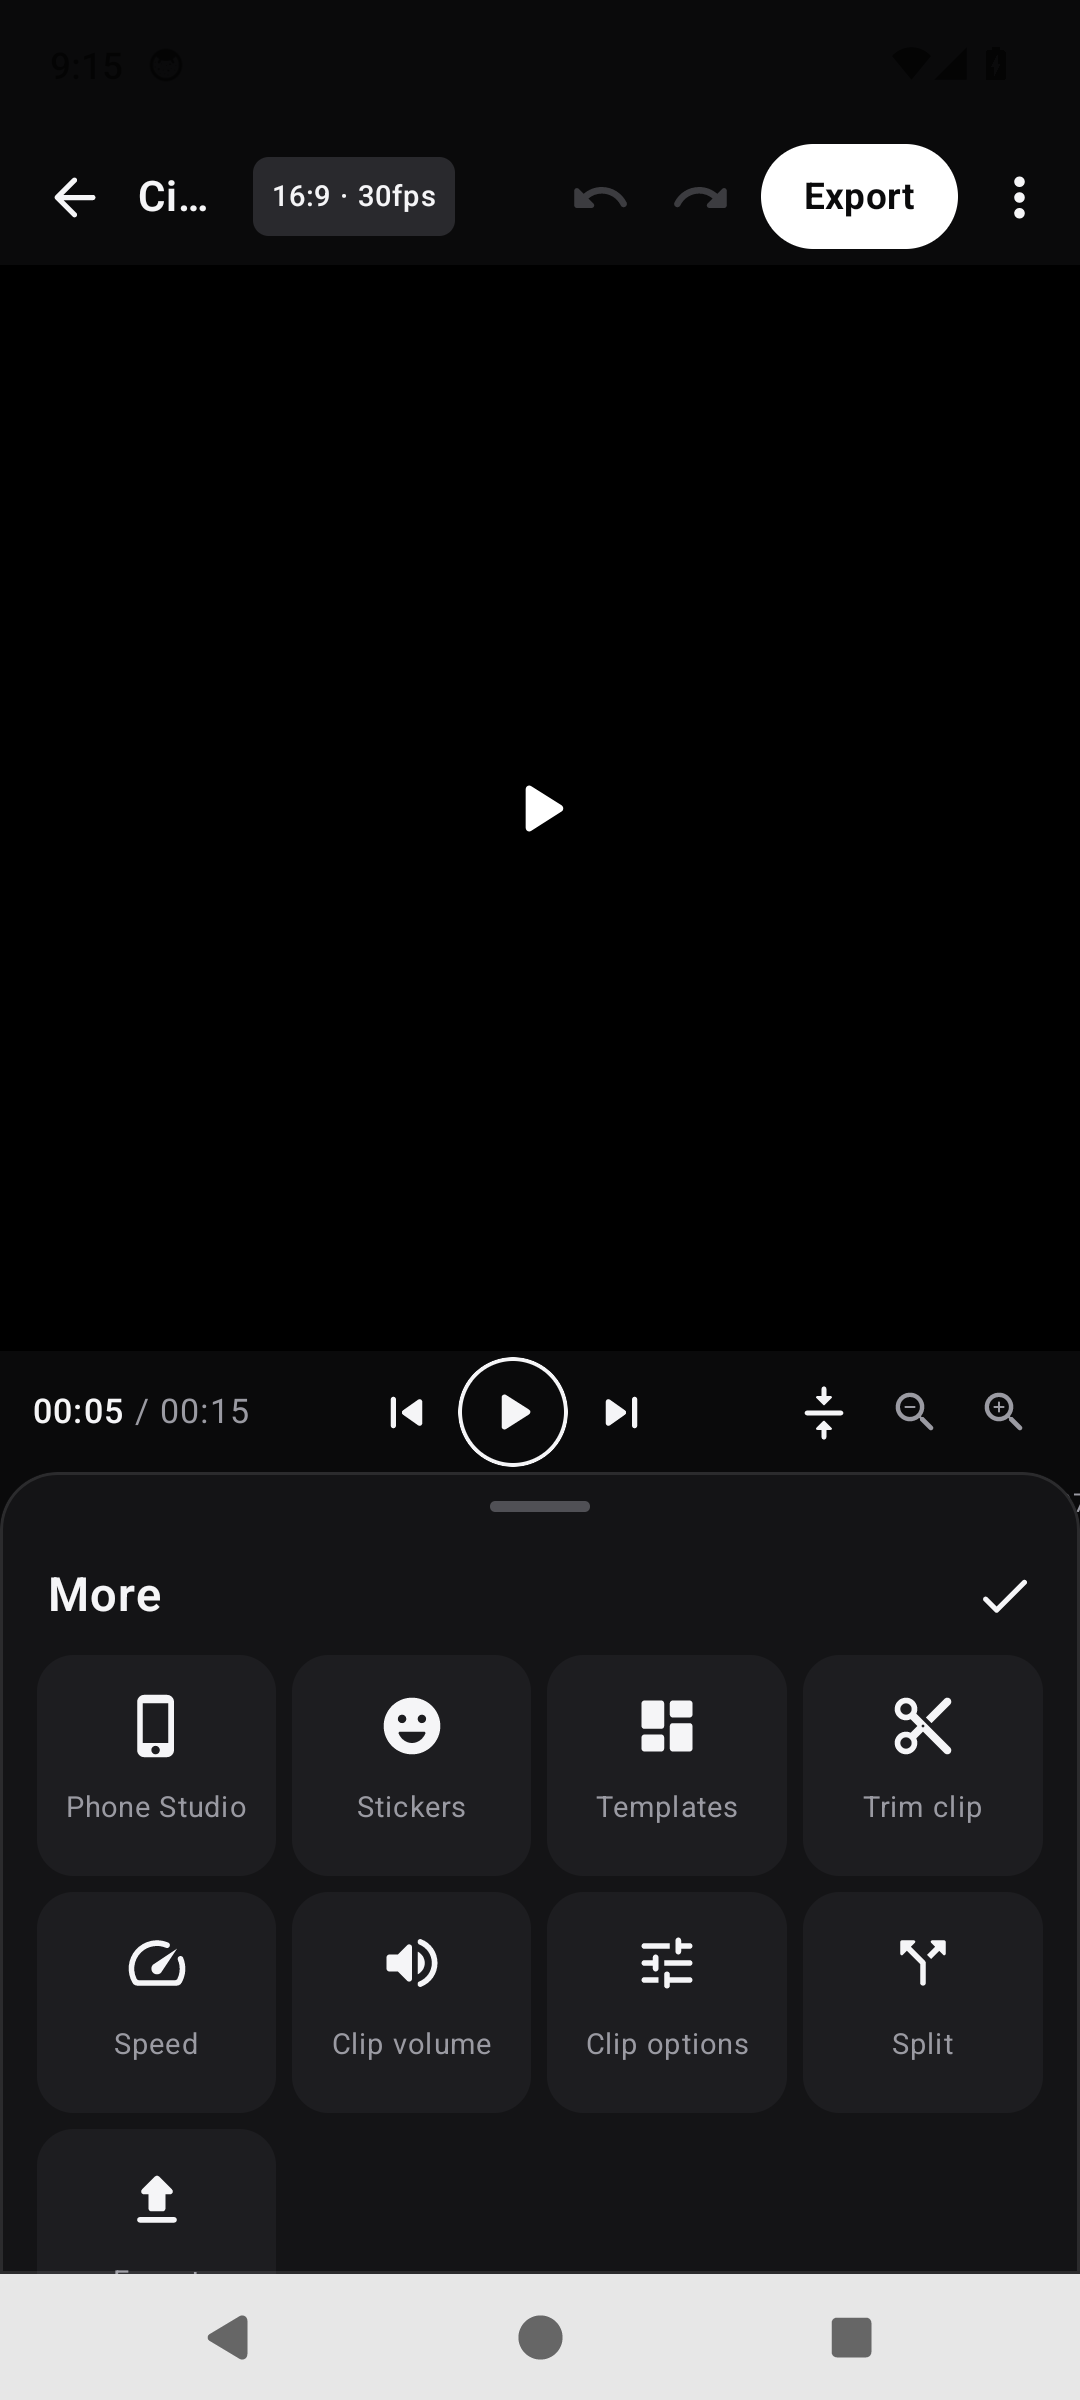 9:15
Ci...
16:9 · 30fps
Export
00:05 / 00:15
More
Phone Studio
Stickers
Templates
Trim clip
Speed
Clip volume
Clip options
Split